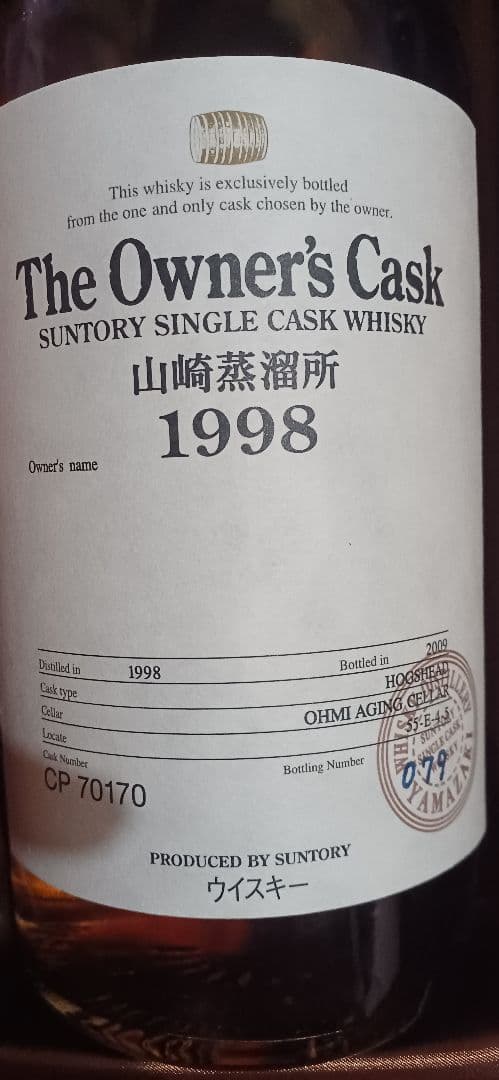 This whisky is exclusively bottled
from the one and only cask chosen by the owner.
The Owner's Cask
SUNTORY SINGLE CASK WHISKY
山崎蒸溜所
1998
Owner's name
Distilled in 1998 Bottled in 2009
Cask type HOGSHEAD
Cellar OHMI AGING CELLAR
Locate 55-E-4-5
Cask Number Bottling Number 079
CP 70170
YAMAZAKI
PRODUCED BY SUNTORY
ウイスキー